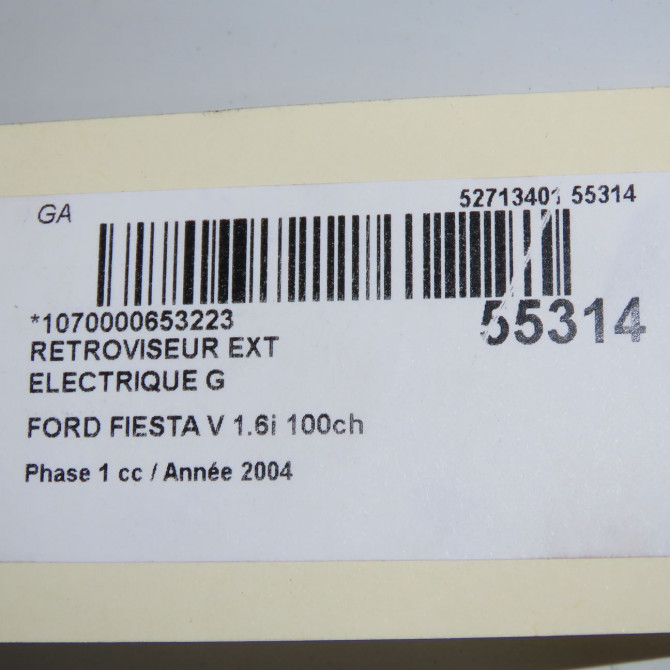 GA
52713401 55314
*1070000653223
55314
RETROVISEUR EXT
ELECTRIQUE G
FORD FIESTA V 1.6i 100ch
Phase 1 cc / Année 2004